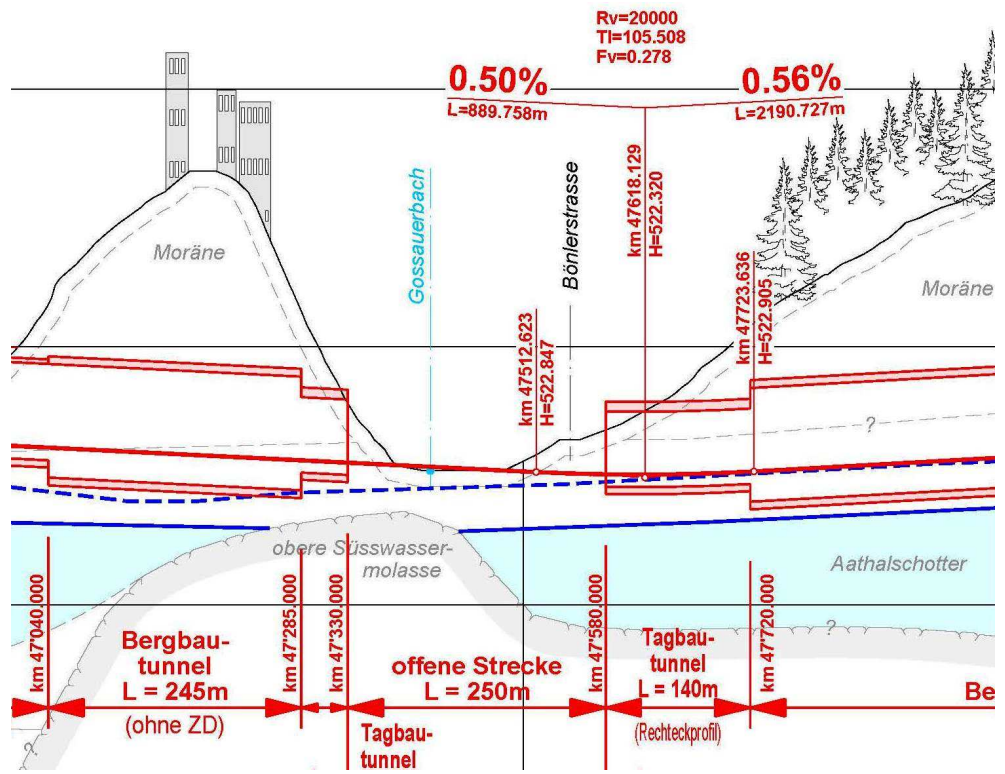 Rv=20000
Tl=105.508
Fv=0.278
0.50%
0.56%
L=889.758m
L=2190.727m
Moräne
Gossauerbach
Bönlerstrasse
km 47618.129
H=522.320
km 47512.623
H=522.847
km 47723.636
H=522.905
Moräne
?
obere Süsswasser-
molasse
Aathalschotter
?
km 47'040.000
Bergbau-
tunnel
L = 245m
(ohne ZD)
km 47'285.000
km 47'330.000
offene Strecke
L = 250m
km 47'580.000
Tagbau-
tunnel
L = 140m
(Rechteckprofil)
km 47'720.000
Be
Tagbau-
tunnel
?